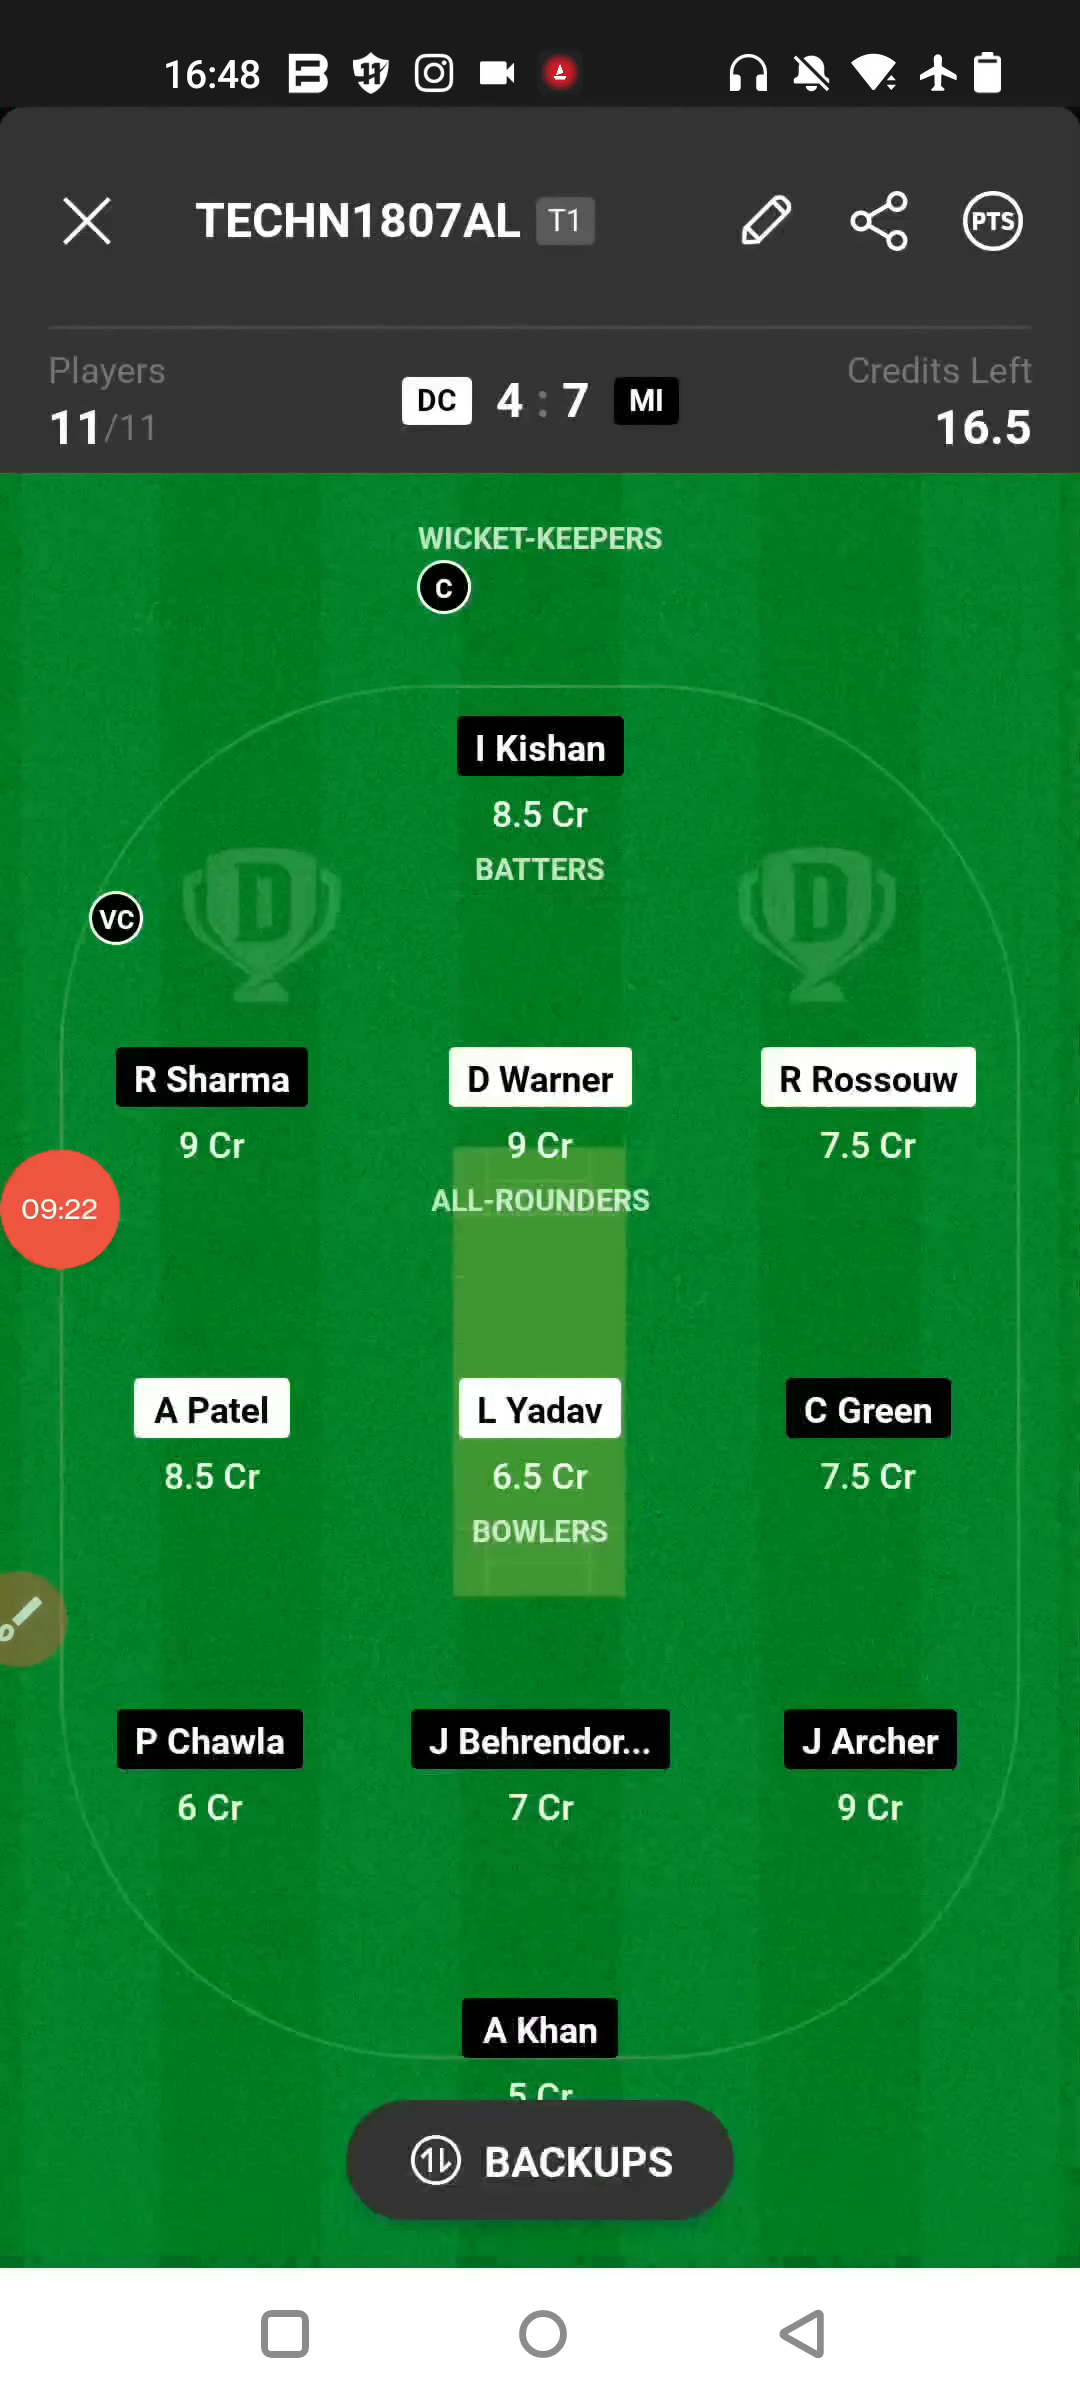 16:48
TECHN1807AL T1 PTS
Players
Credits Left
11/11
DC 4 : 7 MI
16.5
WICKET-KEEPERS
C
I Kishan
8.5 Cr
BATTERS
VC
R Sharma D Warner R Rossouw
9 Cr 9 Cr 7.5 Cr
09:22
ALL-ROUNDERS
A Patel L Yadav C Green
8.5 Cr 6.5 Cr 7.5 Cr
BOWLERS
P Chawla J Behrendor... J Archer
6 Cr 7 Cr 9 Cr
A Khan
5 Cr
BACKUPS